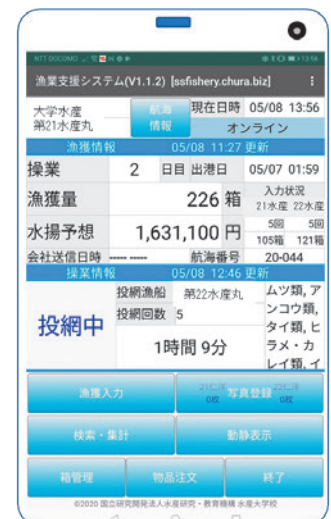 NTT DOCOMO
13:56
漁業支援システム(V1.1.2) [ssfishery.chura.biz]
大学水産
第21水産丸
航海
情報
現在日時 05/08 13:56
オンライン
漁獲情報 05/08 11:27 更新
操業 2 日目 出港日 05/07 01:59
漁獲量 226 箱
入力
状況
21水産 22水産
水揚予想 1,631,100 円
5回 5回
105箱 121箱
会社送信日時 ----- ----- 航海番号 20-044
操業情報 05/08 12:46 更新
投網中
投網漁船 第22水産丸
投網回数 5
1時間 9分
ムツ類, ア
ンコウ類,
タイ類, ヒ
ラメ・カ
レイ類, イ
漁獲入力
写真登録
0枚 0枚
検索・集計
動静表示
箱管理
物品注文
終了
©2020 国立研究開発法人水産研究・教育機構 水産大学校